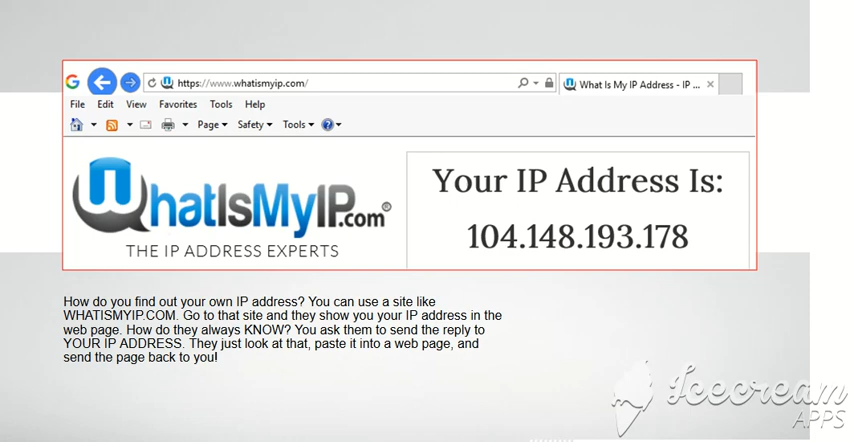 https://www.whatismyip.com/
What Is My IP Address - IP ...
File Edit View Favorites Tools Help
Page Safety Tools
WhatIsMyIP.com®
THE IP ADDRESS EXPERTS
Your IP Address Is:
104.148.193.178
How do you find out your own IP address? You can use a site like
WHATISMYIP.COM. Go to that site and they show you your IP address in the
web page. How do they always KNOW? You ask them to send the reply to
YOUR IP ADDRESS. They just look at that, paste it into a web page, and
send the page back to you!
Icecream
APPS